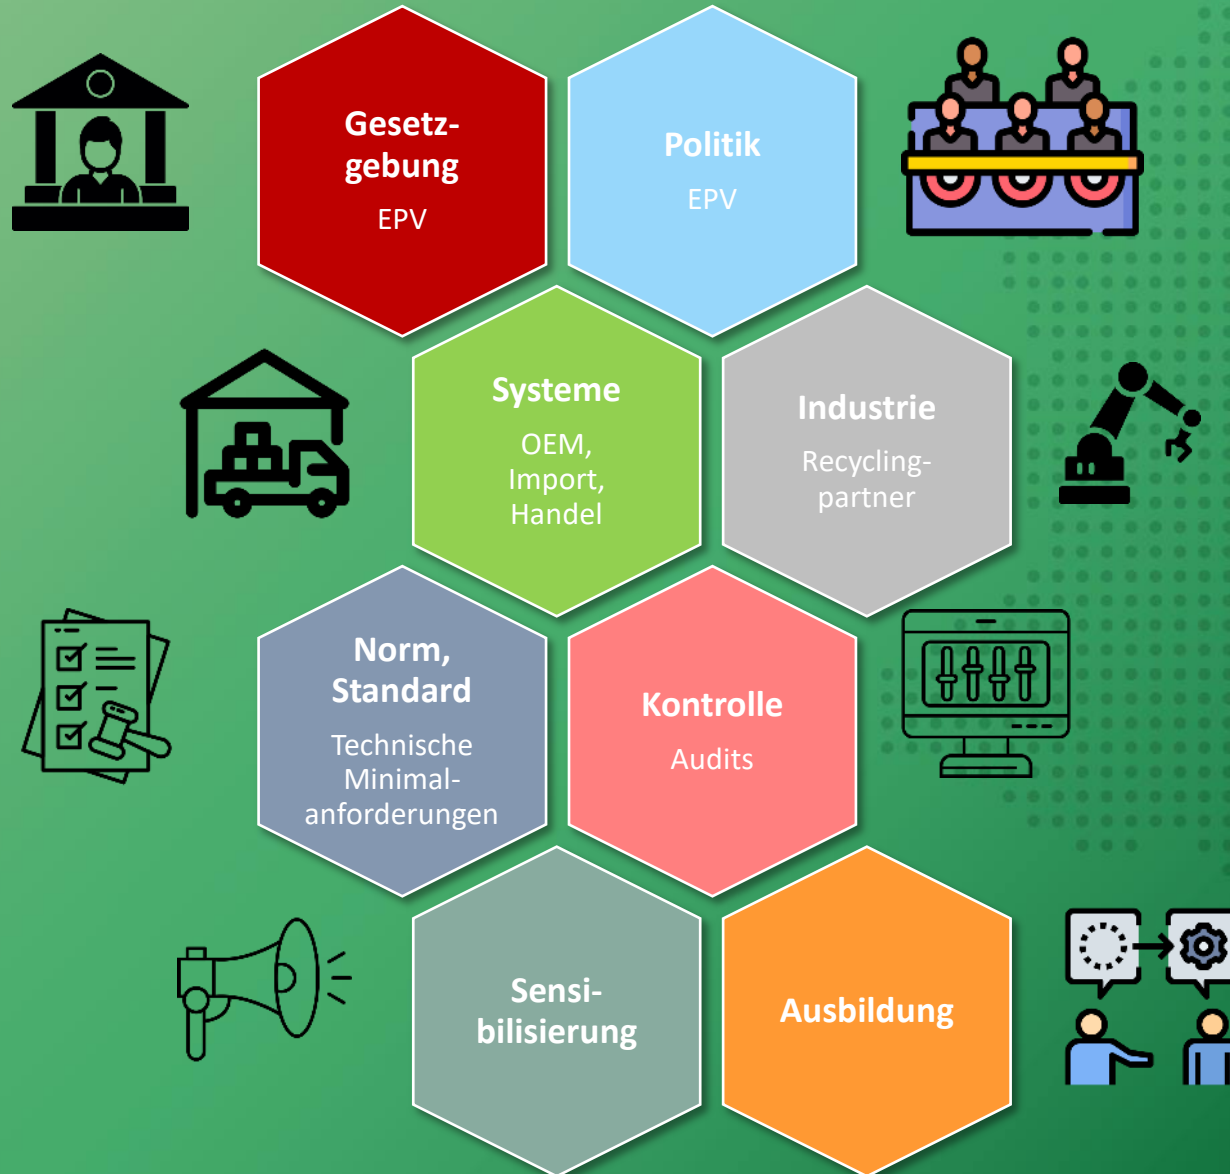 Gesetz-
gebung
EPV
Politik
EPV
Systeme
OEM,
Import,
Handel
Industrie
Recycling-
partner
Norm,
Standard
Technische
Minimal-
anforderungen
Kontrolle
Audits
Sensi-
bilisierung
Ausbildung